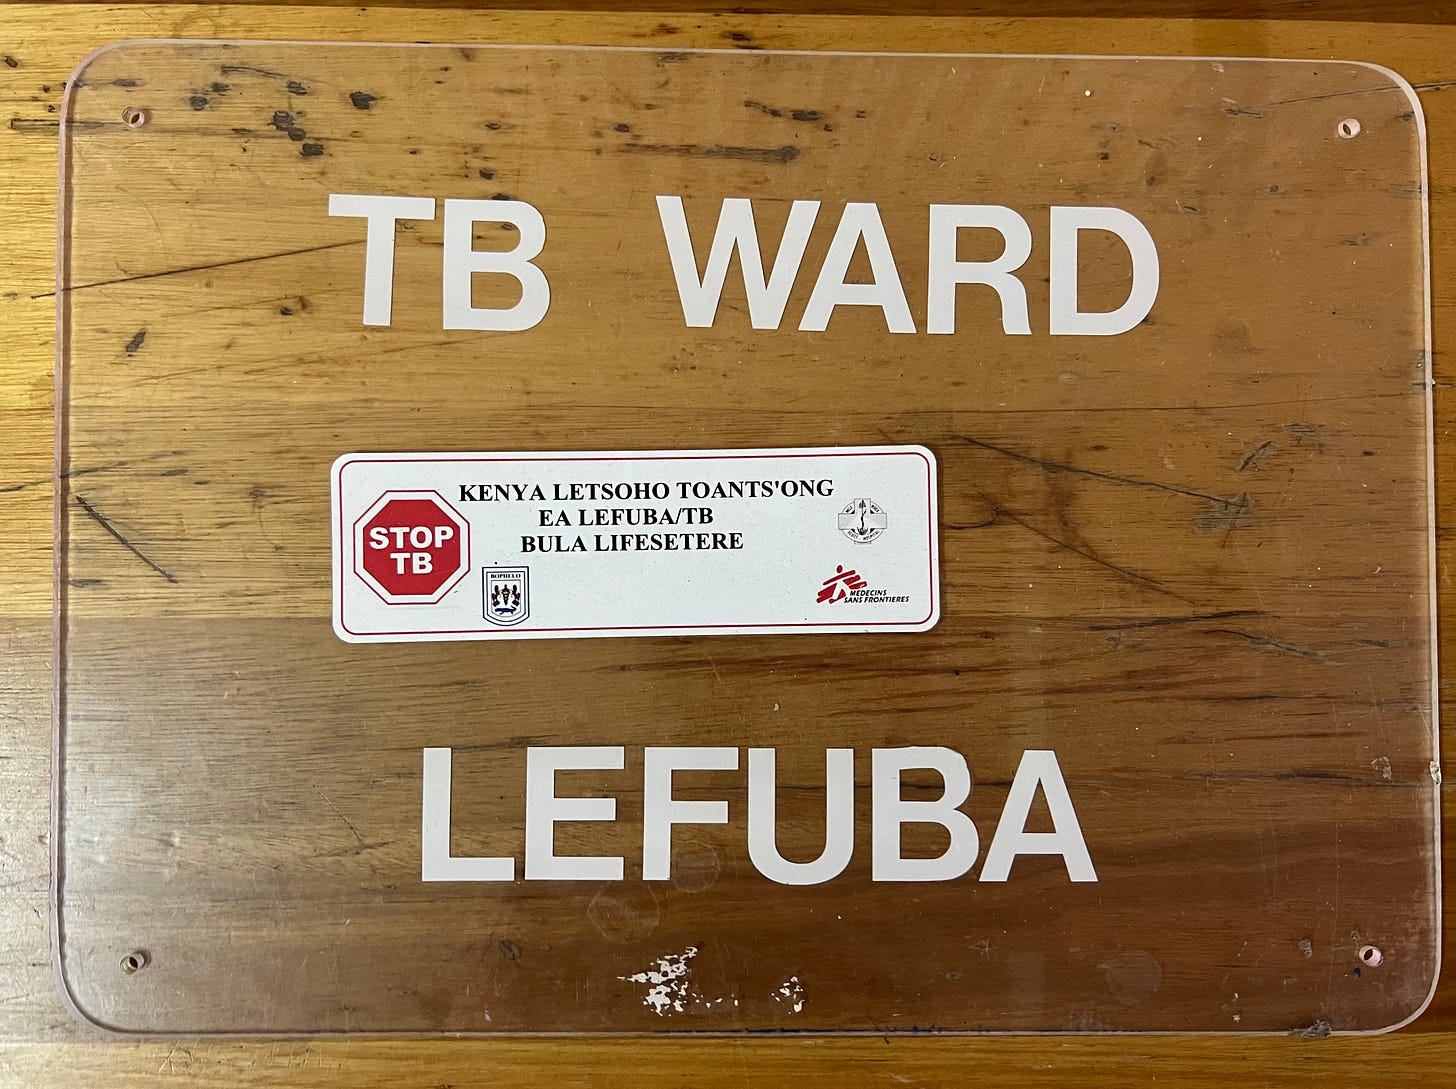 TB WARD
KENYA LETSOHO TOANTS'ONG
EA LEFUBA/TB
BULA LIFESETERE
STOP
TB
BOPHELO
MEDECINS
SANS FRONTIERES
LEFUBA